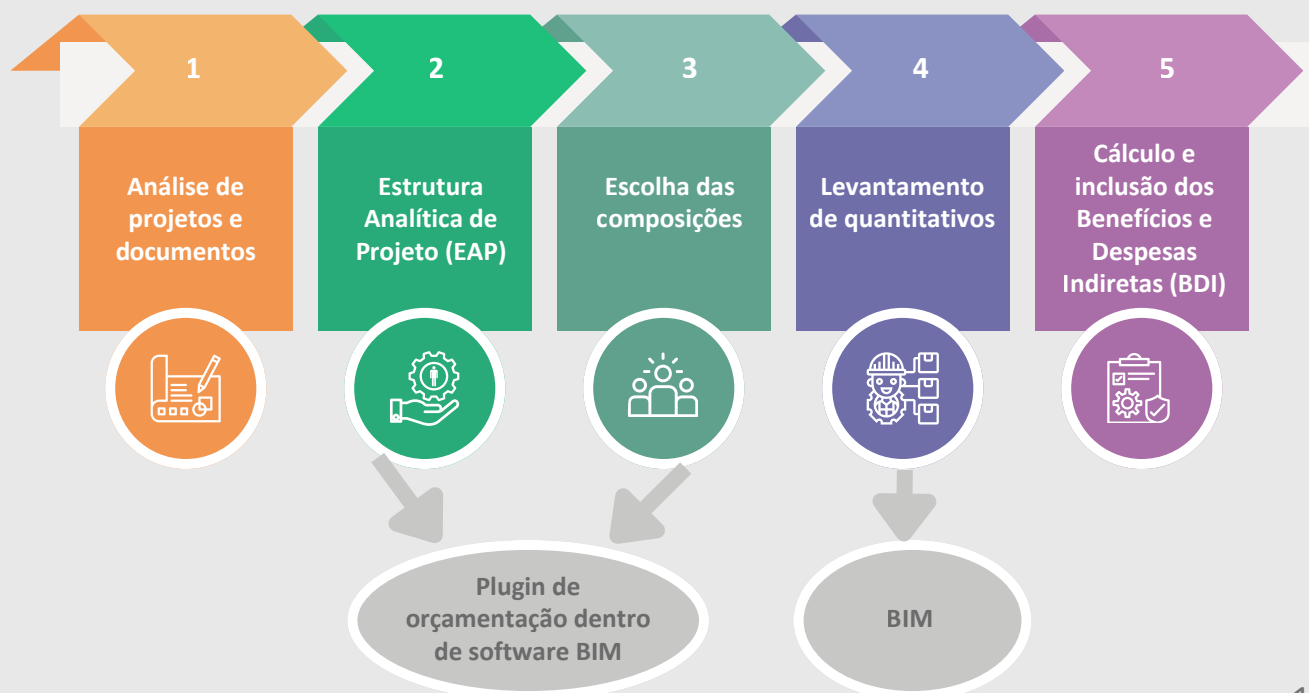 1
2
3
4
5
Análise de
projetos e
documentos
Estrutura
Analítica de
Projeto (EAP)
Escolha das
composições
Levantamento
de quantitativos
Cálculo e
inclusão dos
Benefícios e
Despesas
Indiretas (BDI)
Plugin de
orçamentação dentro
de software BIM
BIM